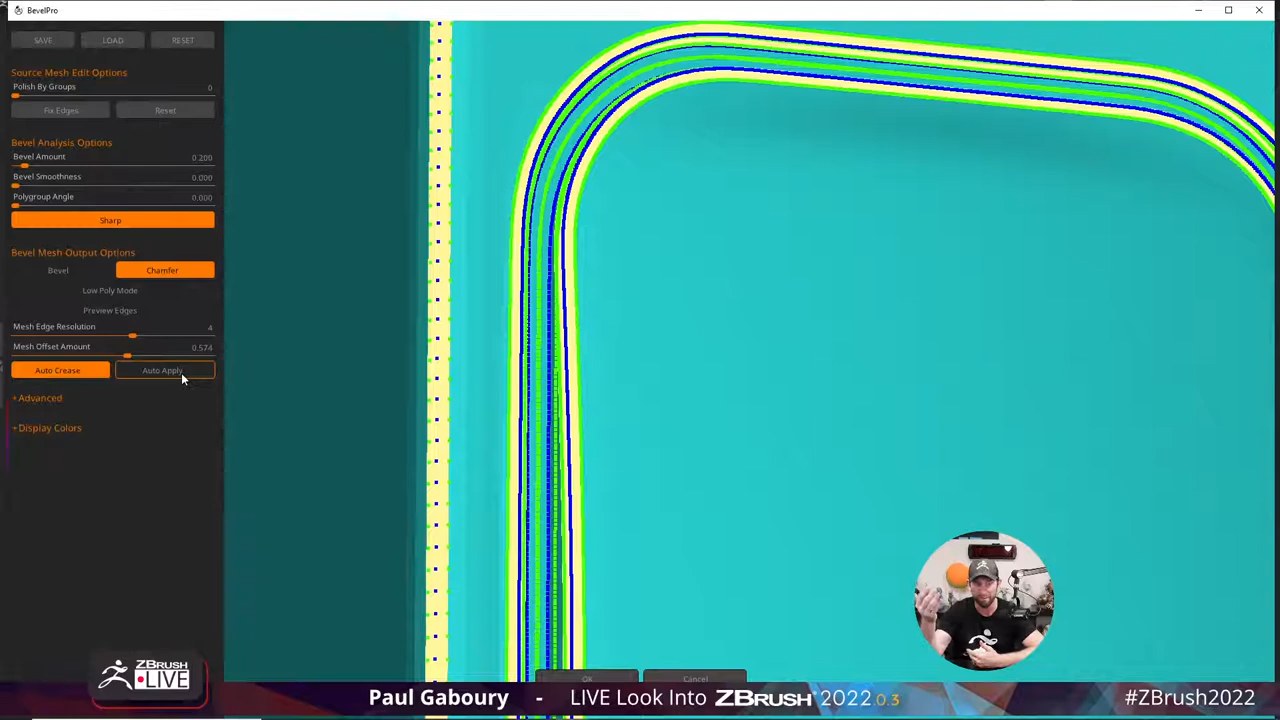 BevelPro
SAVE LOAD RESET
Source Mesh Edit Options
Polish By Groups 0
Fix Edges Reset
Bevel Analysis Options
Bevel Amount 0.200
Bevel Smoothness 0.000
Polygroup Angle 0.000
Sharp
Bevel Mesh Output Options
Bevel Chamfer
Low Poly Mode
Preview Edges
Mesh Edge Resolution 4
Mesh Offset Amount 0.574
Auto Crease Auto Apply
+Advanced
+Display Colors
OK Cancel
ZBRUSH
LIVE
Paul Gaboury - LIVE Look Into ZBRUSH 2022.0.3 #ZBrush2022